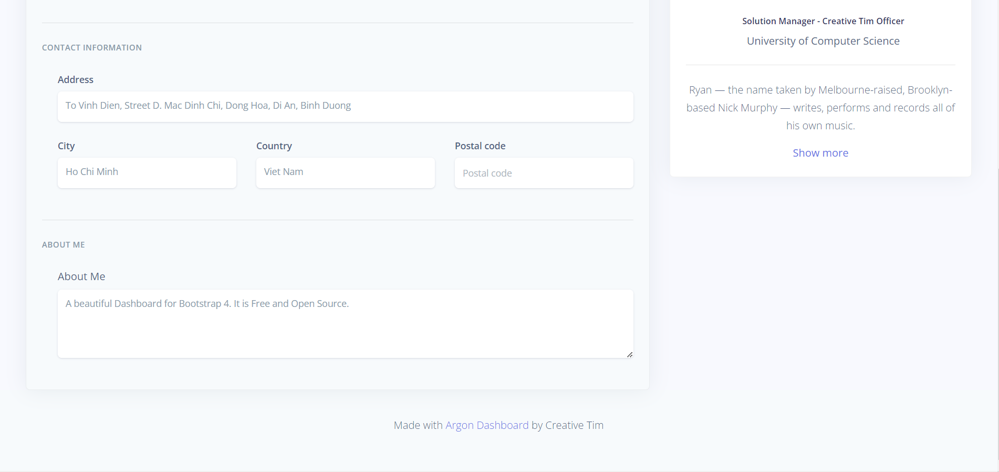 CONTACT INFORMATION
Address
To Vinh Dien, Street D. Mac Dinh Chi, Dong Hoa, Di An, Binh Duong
City
Country
Postal code
Ho Chi Minh
Viet Nam
Postal code
ABOUT ME
About Me
A beautiful Dashboard for Bootstrap 4. It is Free and Open Source.
Solution Manager - Creative Tim Officer
University of Computer Science
Ryan — the name taken by Melbourne-raised, Brooklyn-
based Nick Murphy — writes, performs and records all of
his own music.
Show more
Made with Argon Dashboard by Creative Tim